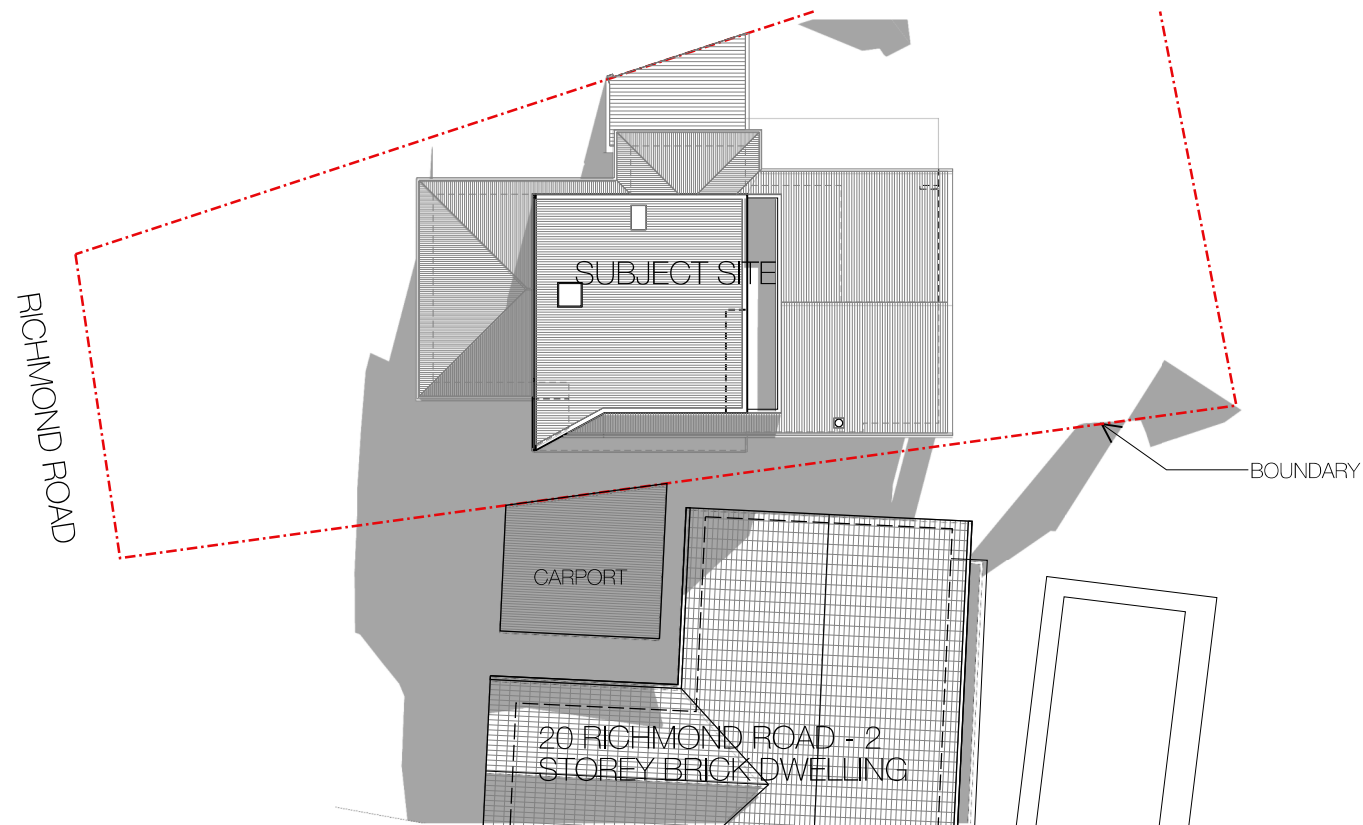 SUBJECT SITE
RICHMOND ROAD
BOUNDARY
CARPORT
20 RICHMOND ROAD - 2
STOREY BRICK DWELLING